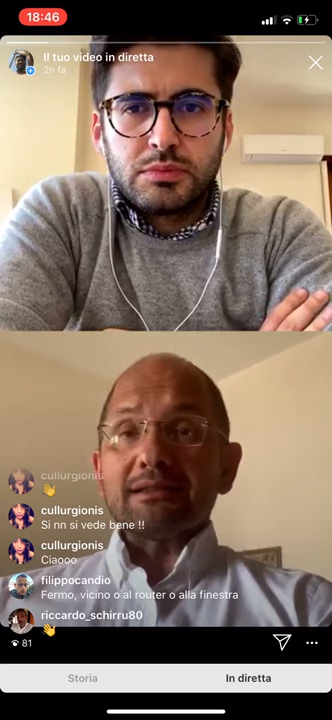 18:46
Il tuo video in diretta
2h fa
cullurgionis
👋
cullurgionis
Si nn si vede bene !!
cullurgionis
Ciaooo
filippocandio
Fermo, vicino o al router o alla finestra
riccardo_schirru80
👋
81
Storia
In diretta